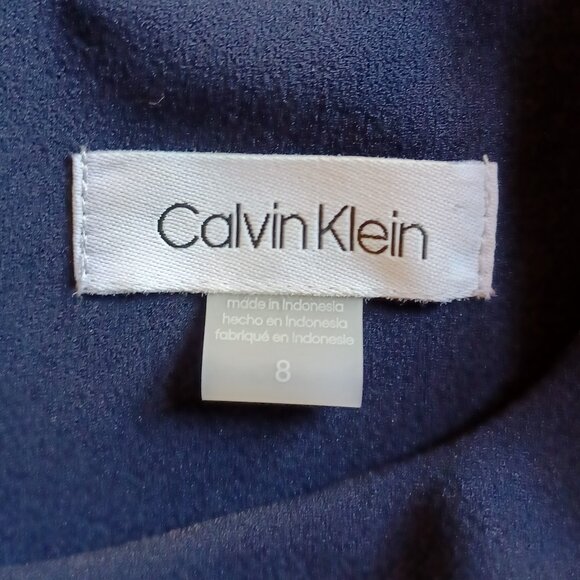 Calvin Klein
made in Indonesia
hecho en Indonesia
fabriqué en Indonesie
8